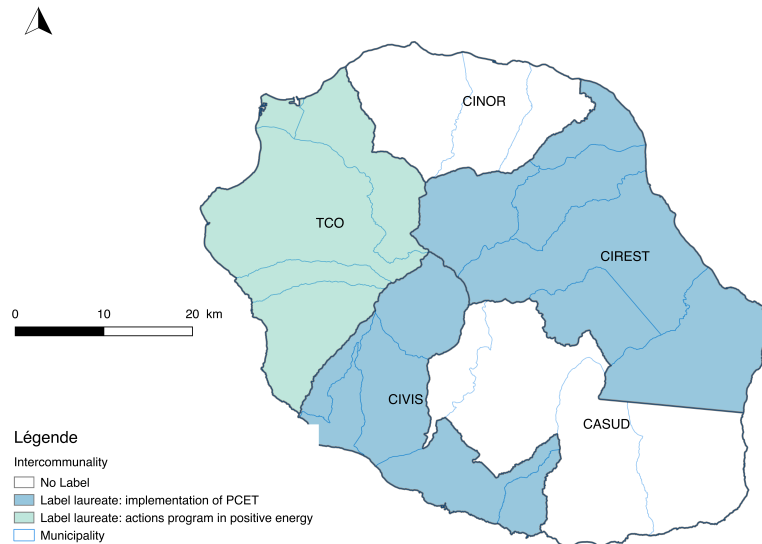 CINOR
TCO
CIREST
0 10 20 km
CIVIS
CASUD
Légende
Intercommunality
No Label
Label laureate: implementation of PCET
Label laureate: actions program in positive energy
Municipality